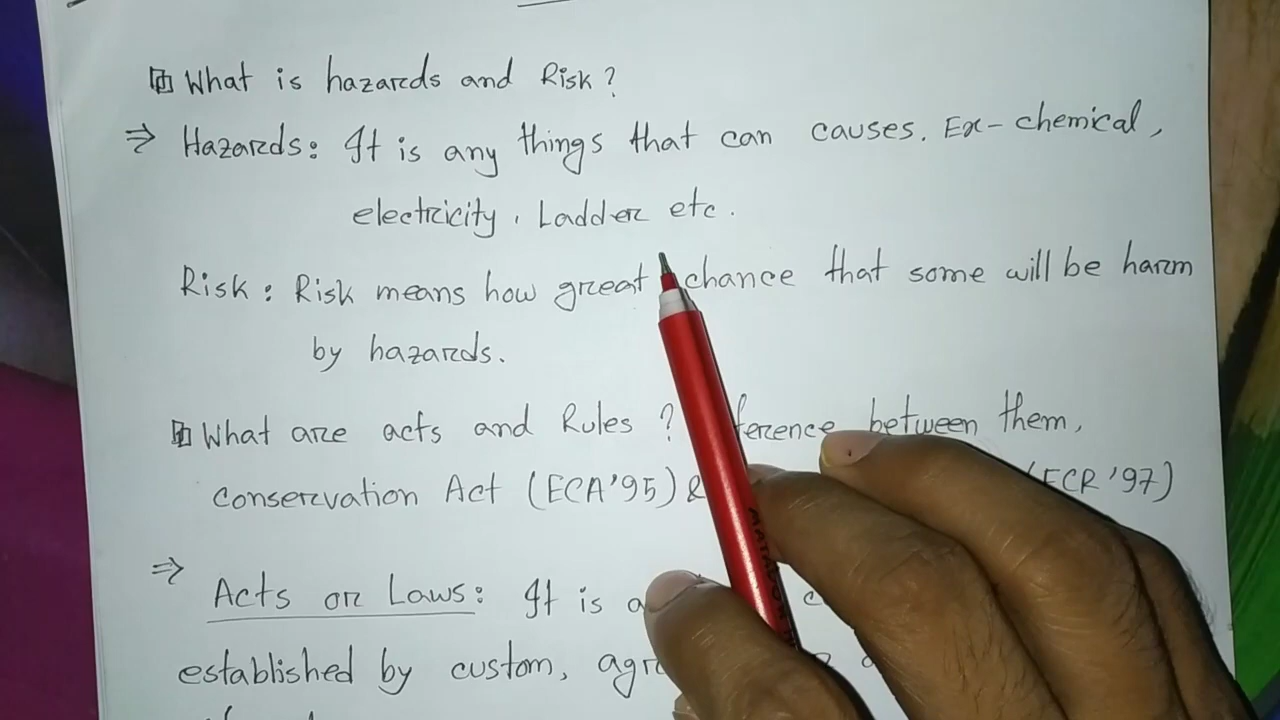 What is hazards and Risk?
⇒ Hazards: It is any things that can causes. Ex- chemical,
electricity, Ladder etc.
Risk: Risk means how great chance that some will be harm
by hazards.
What are acts and Rules? ference between them,
conservation Act (ECA'95) & (ECR'97)
⇒ Acts or Laws: It is a
established by custom, agr